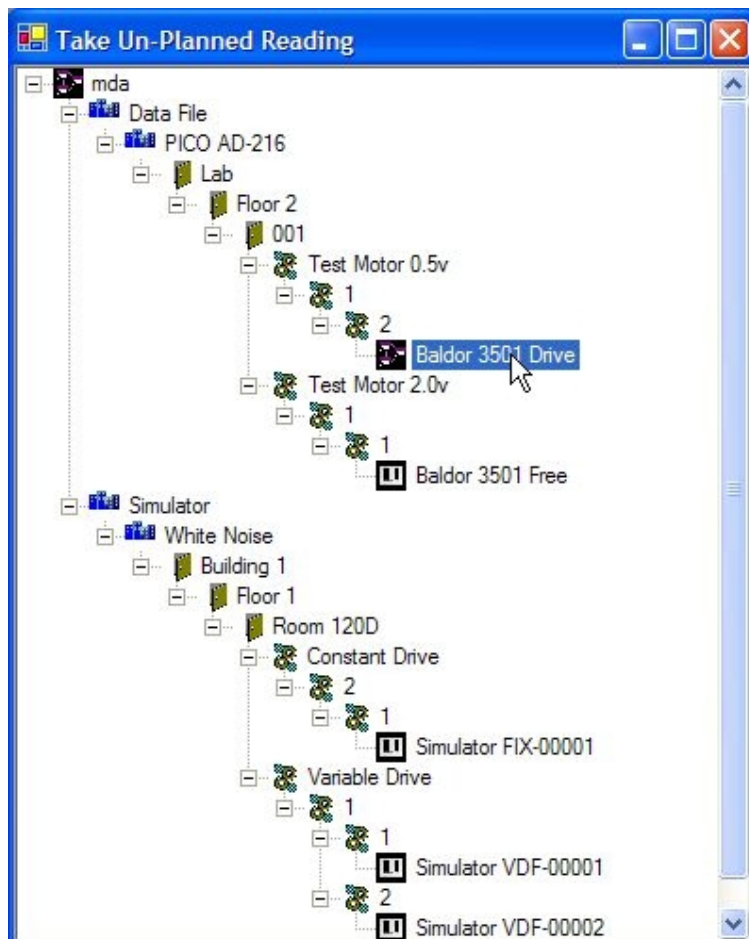 Take Un-Planned Reading
mda
Data File
PICO AD-216
Lab
Floor 2
001
Test Motor 0.5v
1
2
Baldor 3501 Drive
Test Motor 2.0v
1
1
Baldor 3501 Free
Simulator
White Noise
Building 1
Floor 1
Room 120D
Constant Drive
2
1
Simulator FIX-00001
Variable Drive
1
1
Simulator VDF-00001
2
Simulator VDF-00002